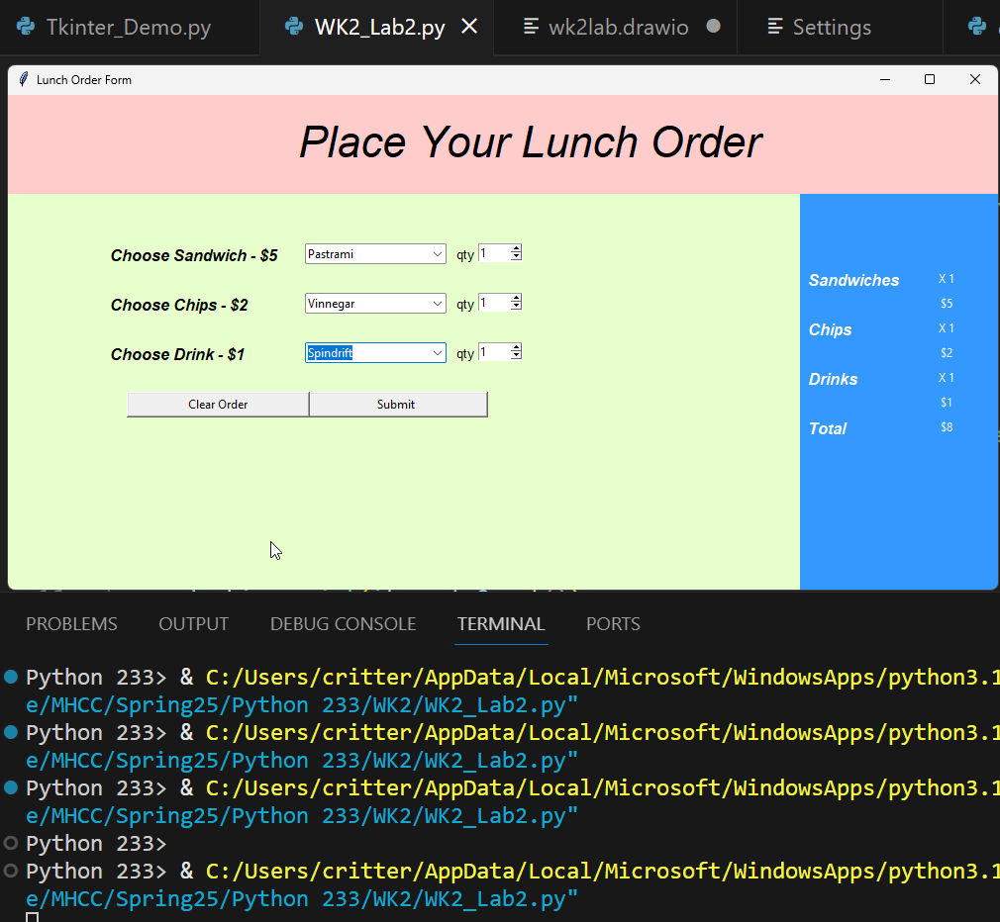 Tkinter_Demo.py WK2_Lab2.py wk2lab.drawio Settings
Lunch Order Form
Place Your Lunch Order
Choose Sandwich - $5 Pastrami qty 1
Choose Chips - $2 Vinnegar qty 1
Choose Drink - $1 Spindrift qty 1
Clear Order Submit
Sandwiches X 1
$5
Chips X 1
$2
Drinks X 1
$1
Total $8
PROBLEMS OUTPUT DEBUG CONSOLE TERMINAL PORTS
Python 233> & C:/Users/critter/AppData/Local/Microsoft/WindowsApps/python3.1
e/MHCC/Spring25/Python 233/WK2/WK2_Lab2.py"
Python 233> & C:/Users/critter/AppData/Local/Microsoft/WindowsApps/python3.1
e/MHCC/Spring25/Python 233/WK2/WK2_Lab2.py"
Python 233> & C:/Users/critter/AppData/Local/Microsoft/WindowsApps/python3.1
e/MHCC/Spring25/Python 233/WK2/WK2_Lab2.py"
Python 233>
Python 233> & C:/Users/critter/AppData/Local/Microsoft/WindowsApps/python3.1
e/MHCC/Spring25/Python 233/WK2/WK2_Lab2.py"